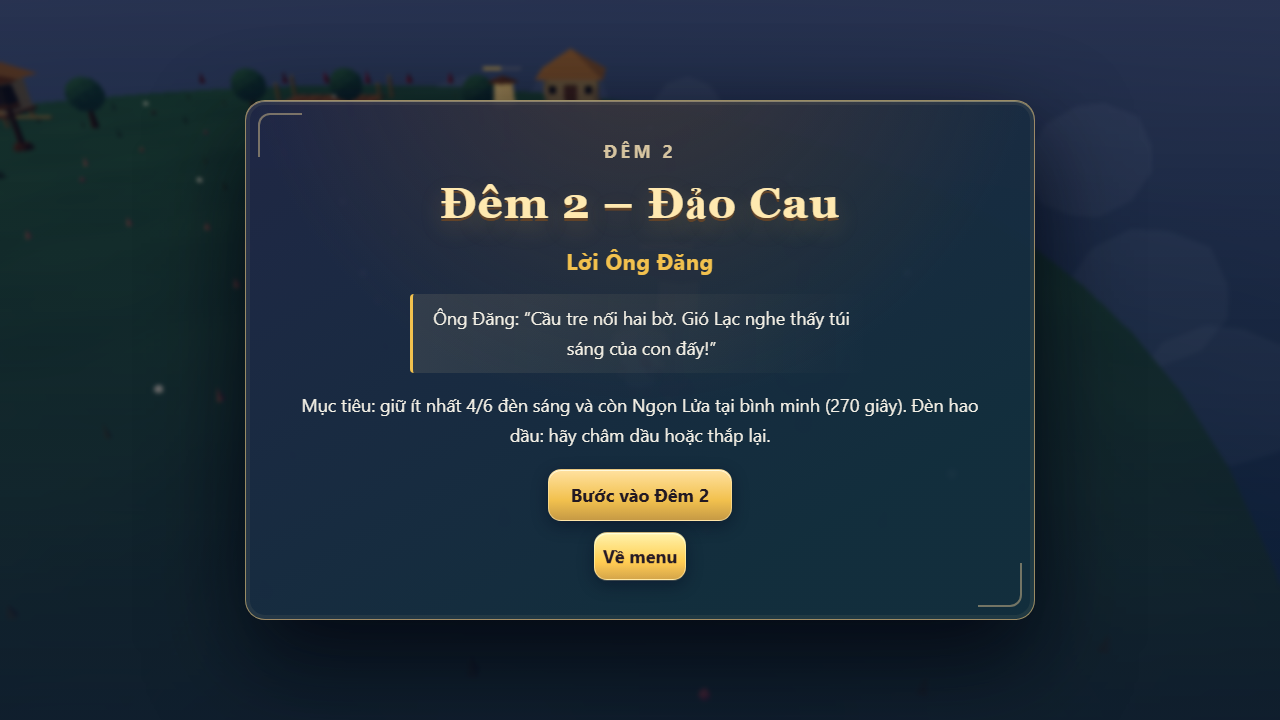 ĐÊM 2
Đêm 2 – Đảo Cau
Lời Ông Đăng
Ông Đăng: “Cầu tre nối hai bờ. Gió Lạc nghe thấy túi
sáng của con đấy!”
Mục tiêu: giữ ít nhất 4/6 đèn sáng và còn Ngọn Lửa tại bình minh (270 giây). Đèn hao
dầu: hãy châm dầu hoặc thắp lại.
Bước vào Đêm 2
Về menu